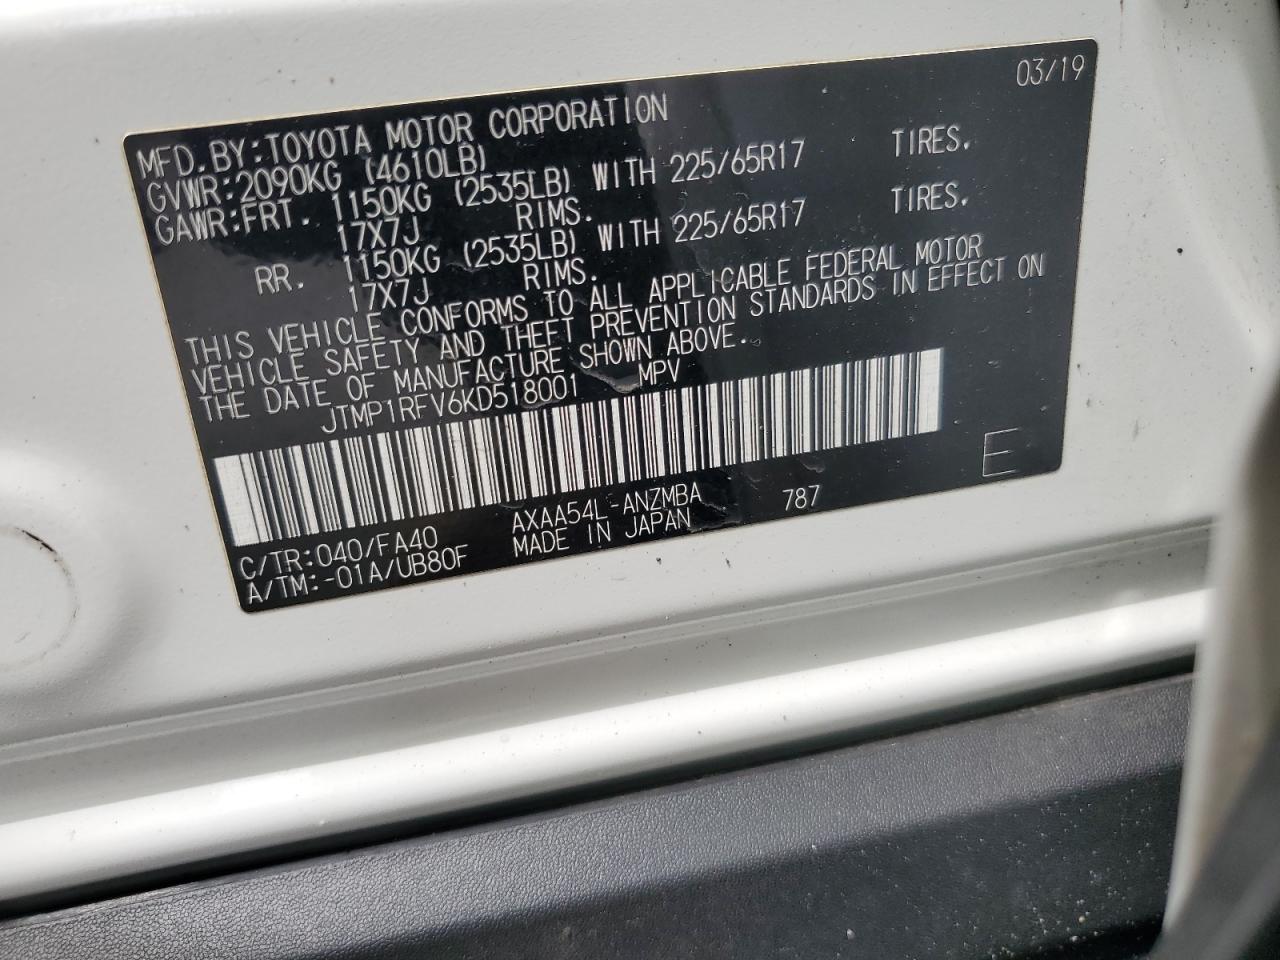 03/19
MFD.BY:TOYOTA MOTOR CORPORATION
GVWR:2090KG (4610LB)
GAWR:FRT. 1150KG (2535LB) WITH 225/65R17 TIRES.
17X7J RIMS.
RR. 1150KG (2535LB) WITH 225/65R17 TIRES.
17X7J RIMS.
THIS VEHICLE CONFORMS TO ALL APPLICABLE FEDERAL MOTOR
VEHICLE SAFETY AND THEFT PREVENTION STANDARDS IN EFFECT ON
THE DATE OF MANUFACTURE SHOWN ABOVE.
JTMP1RFV6KD518001 MPV
C/TR:040/FA40 AXAA54L-ANZMBA 787 E
A/TM:-01A/UB80F MADE IN JAPAN